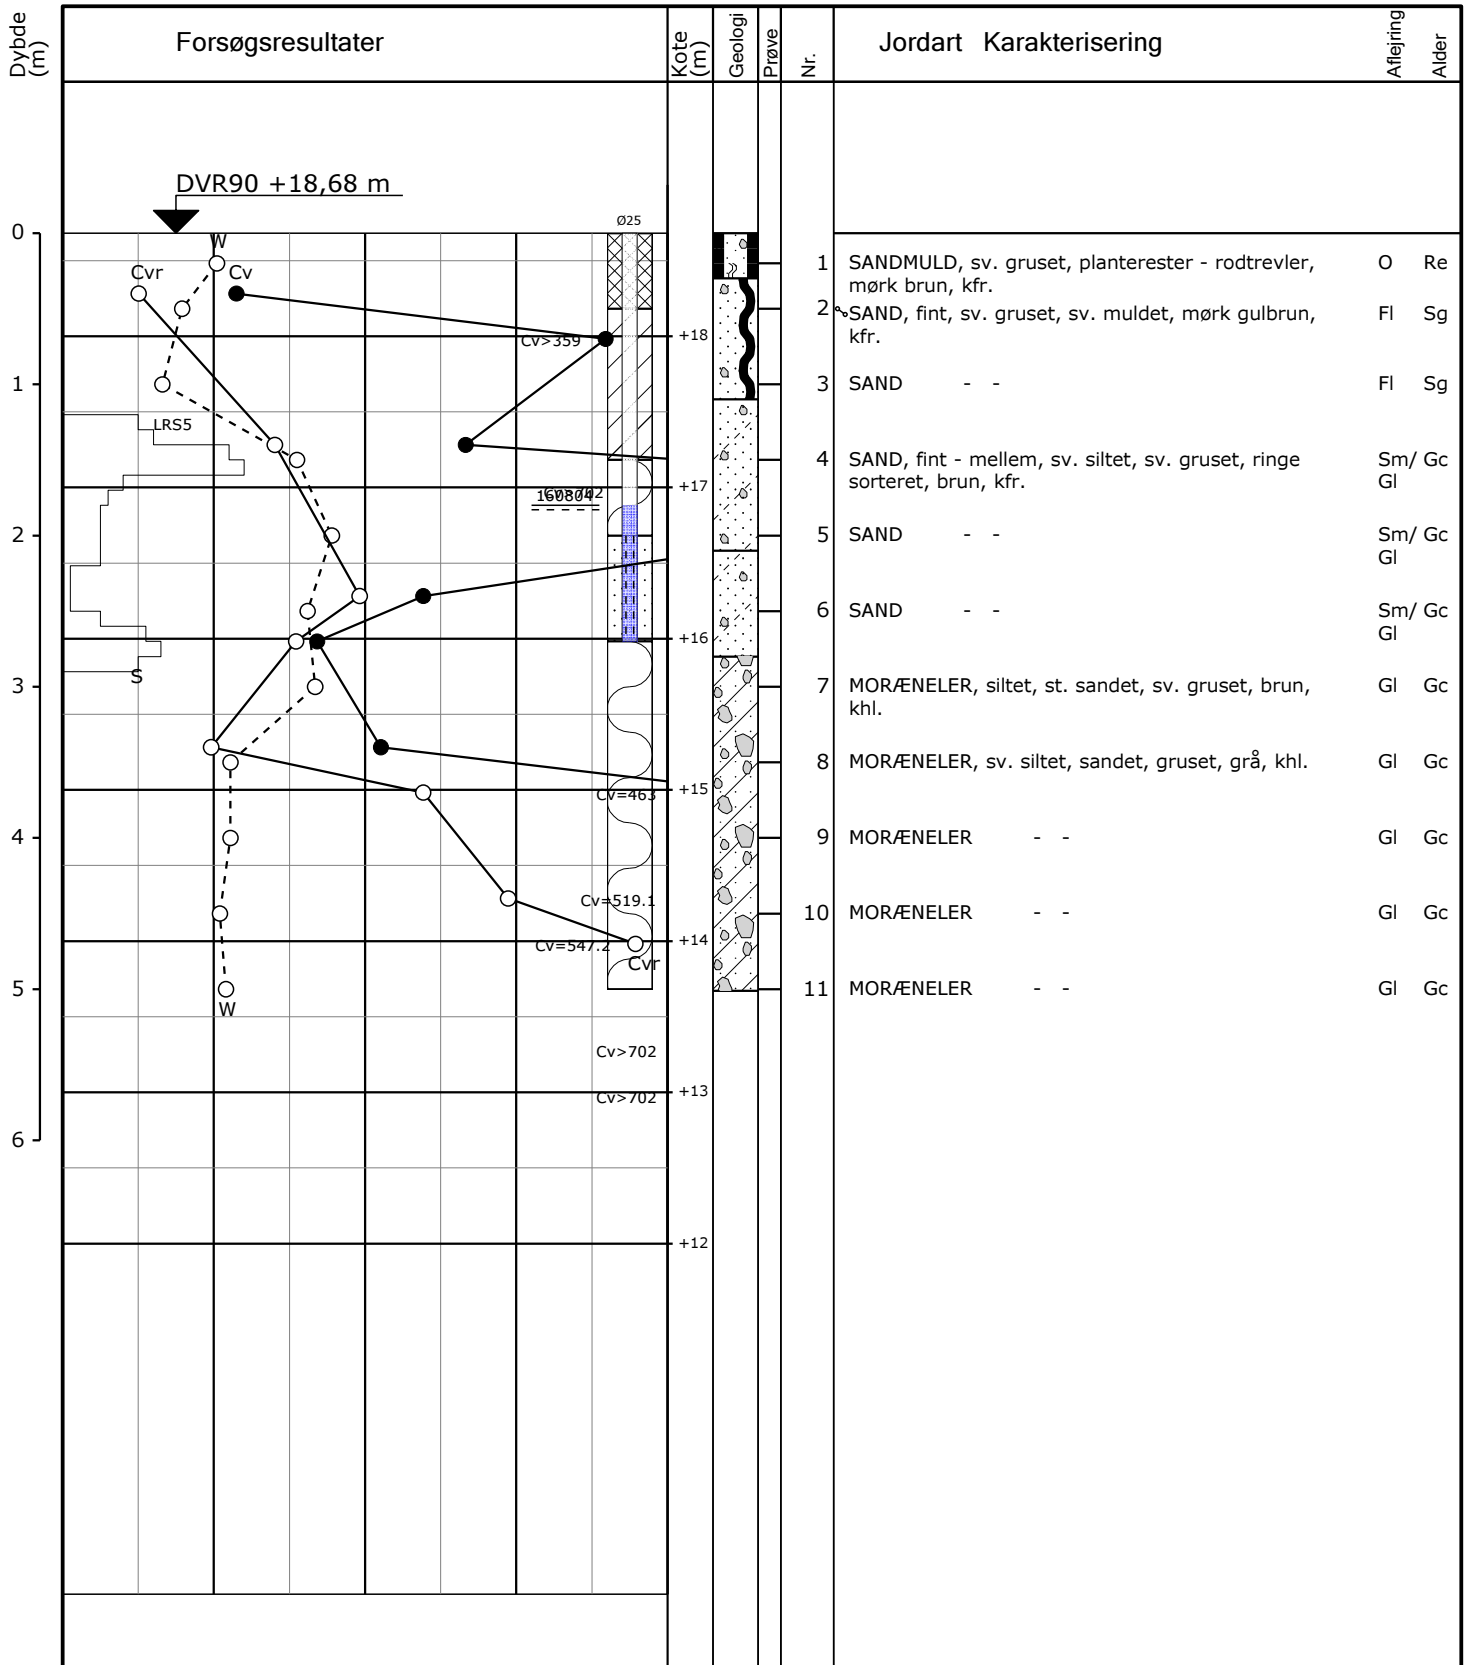 Dybde (m)
Forsøgsresultater
Kote (m)
Geologi
Prøve
Nr.
Jordart Karakterisering
Aflejring
Alder
DVR90 +18,68 m
Ø25
0
W
Cvr
Cv
1 SANDMULD, sv. gruset, planterester - rodtrevler, O Re
mørk brun, kfr.
2 SAND, fint, sv. gruset, sv. muldet, mørk gulbrun, Fl Sg
kfr.
Cv>359
+18
1
3 SAND - - Fl Sg
LRS5
4 SAND, fint - mellem, sv. siltet, sv. gruset, ringe Sm/ Gc
sorteret, brun, kfr. Gl
+17
160804
2
5 SAND - - Sm/ Gc
Gl
6 SAND - - Sm/ Gc
Gl
+16
S
3
7 MORÆNELER, siltet, st. sandet, sv. gruset, brun, Gl Gc
khl.
8 MORÆNELER, sv. siltet, sandet, gruset, grå, khl. Gl Gc
Cv=463
+15
4
9 MORÆNELER - - Gl Gc
Cv=519.1
10 MORÆNELER - - Gl Gc
Cv=547.2
+14
Cvr
5
11 MORÆNELER - - Gl Gc
W
Cv>702
+13
Cv>702
6
+12